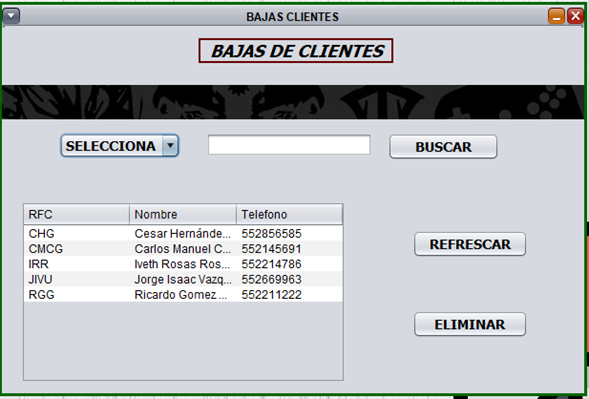 BAJAS CLIENTES
BAJAS DE CLIENTES
SELECCIONA BUSCAR
RFC Nombre Telefono
CHG Cesar Hernánde... 552856585
CMCG Carlos Manuel C... 552145691
IRR Iveth Rosas Ros... 552214786
JIVU Jorge Isaac Vazq... 552669963
RGG Ricardo Gomez ... 552211222
REFRESCAR
ELIMINAR